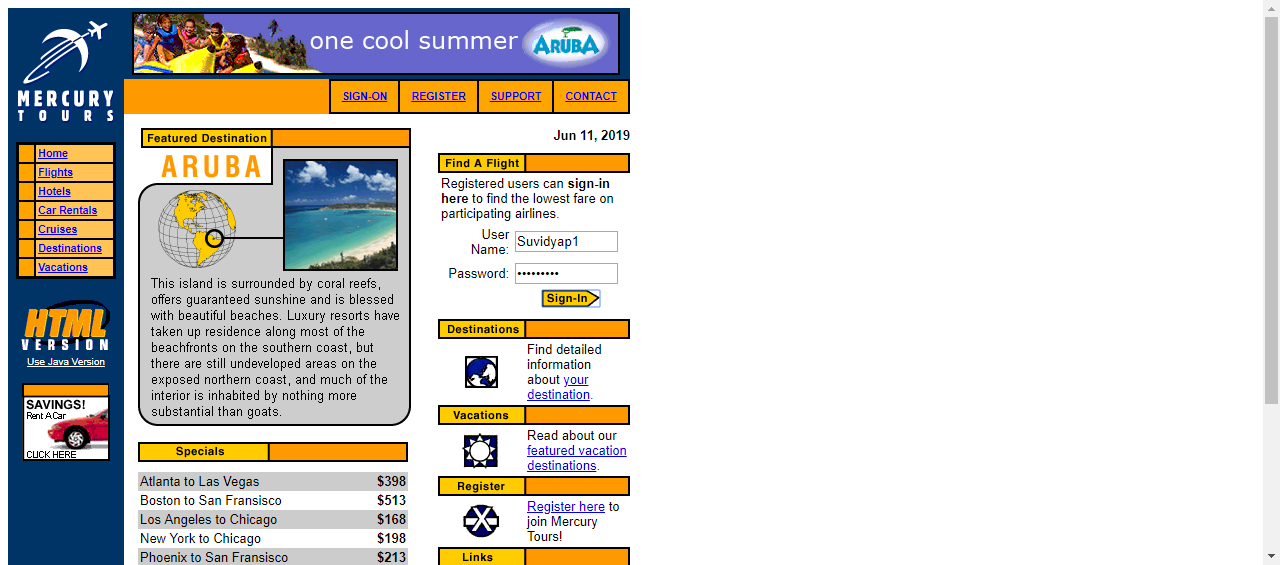 one cool summer ARUBA
MERCURY
TOURS
SIGN-ON REGISTER SUPPORT CONTACT
Home
Flights
Hotels
Car Rentals
Cruises
Destinations
Vacations
HTML
VERSION
Use Java Version
SAVINGS!
Rent A Car
CLICK HERE
Featured Destination
ARUBA
This island is surrounded by coral reefs,
offers guaranteed sunshine and is blessed
with beautiful beaches. Luxury resorts have
taken up residence along most of the
beachfronts on the southern coast, but
there are still undeveloped areas on the
exposed northern coast, and much of the
interior is inhabited by nothing more
substantial than goats.
Specials
Atlanta to Las Vegas $398
Boston to San Fransisco $513
Los Angeles to Chicago $168
New York to Chicago $198
Phoenix to San Fransisco $213
Jun 11, 2019
Find A Flight
Registered users can sign-in
here to find the lowest fare on
participating airlines.
User
Name: Suvidyap1
Password: •••••••••
Sign-In
Destinations
Find detailed
information
about your
destination.
Vacations
Read about our
featured vacation
destinations.
Register
Register here to
join Mercury
Tours!
Links